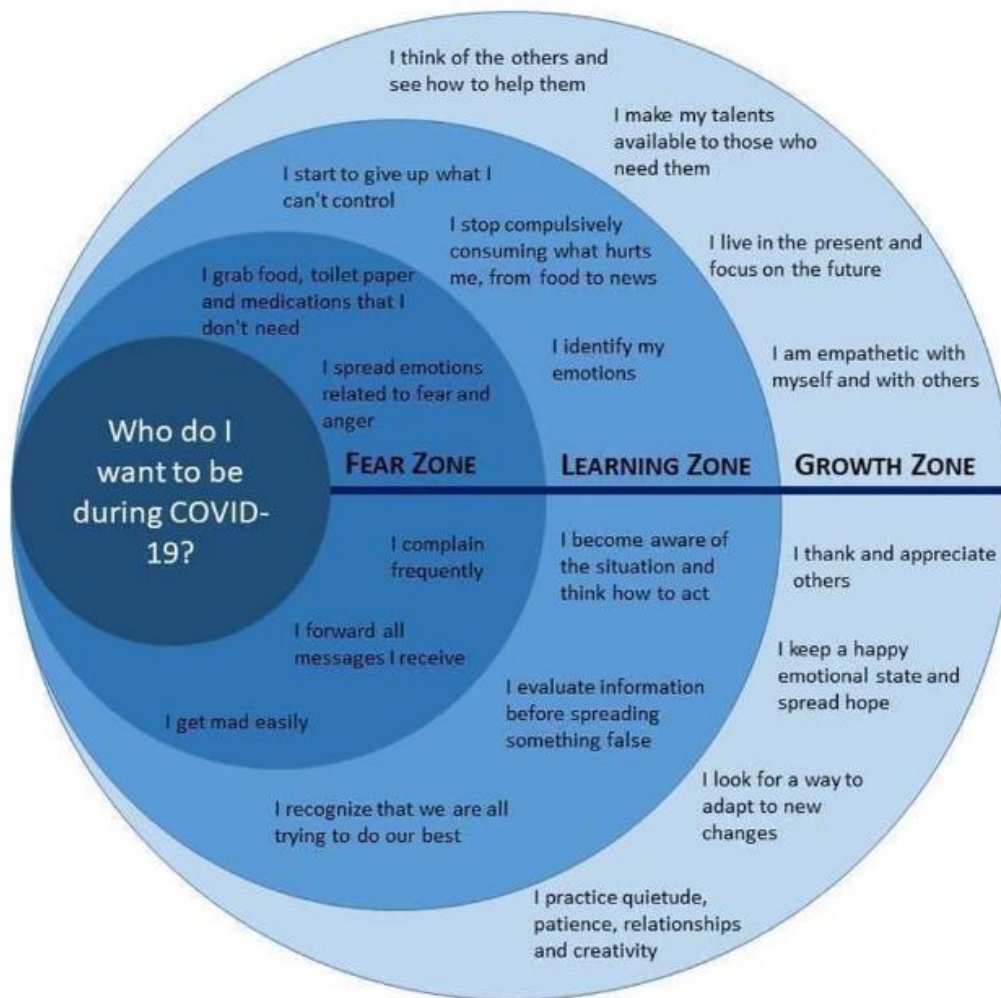 I think of the others and
see how to help them
I make my talents
available to those who
need them
I start to give up what I
can't control
I stop compulsively
consuming what hurts
me, from food to news
I live in the present and
focus on the future
I grab food, toilet paper
and medications that I
don't need
I identify my
emotions
I am empathetic with
myself and with others
I spread emotions
related to fear and
anger
Who do I
want to be
during COVID-
19?
FEAR ZONE
LEARNING ZONE
GROWTH ZONE
I complain
frequently
I become aware of
the situation and
think how to act
I thank and appreciate
others
I forward all
messages I receive
I keep a happy
emotional state and
spread hope
I get mad easily
I evaluate information
before spreading
something false
I look for a way to
adapt to new
changes
I recognize that we are all
trying to do our best
I practice quietude,
patience, relationships
and creativity